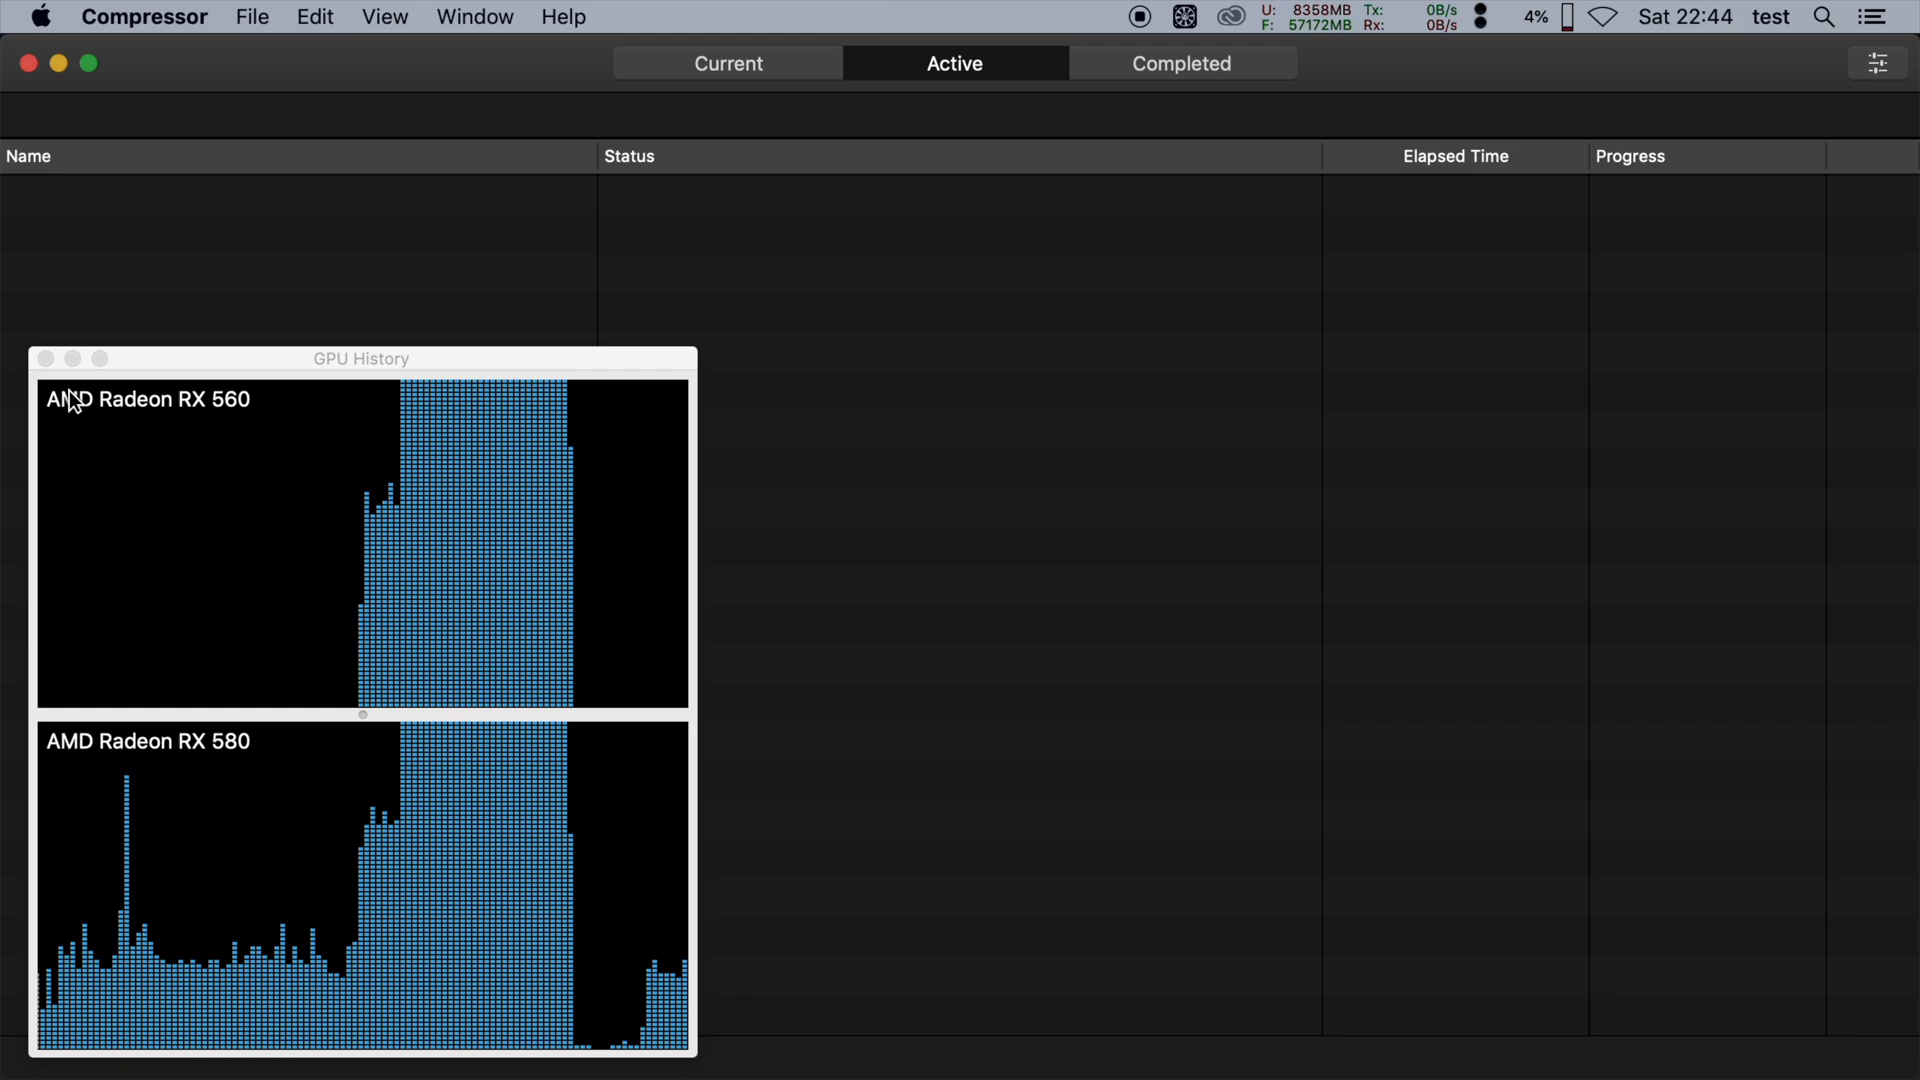 Compressor File Edit View Window Help U: 8358MB Tx: 0B/s 4% Sat 22:44 test
F: 57172MB Rx: 0B/s
Current Active Completed
Name Status Elapsed Time Progress
GPU History
AMD Radeon RX 560
AMD Radeon RX 580